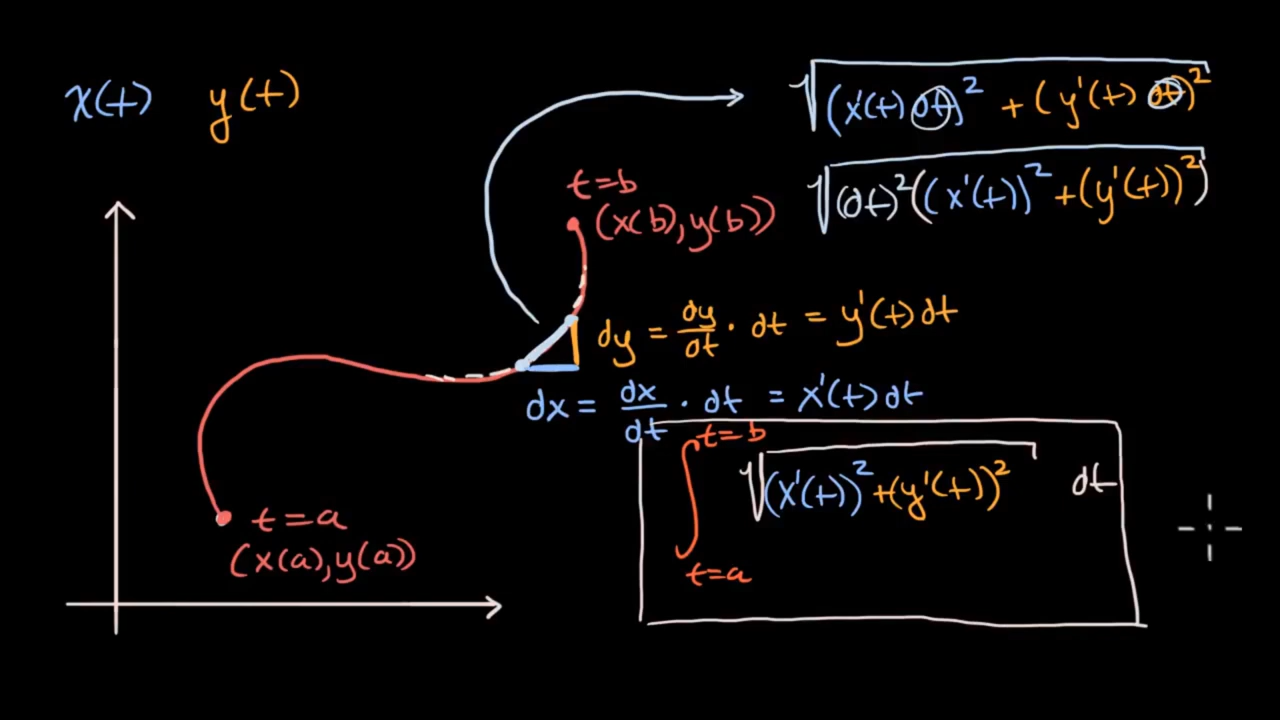 x(t) y(t)
√((x'(t) dt)² + (y'(t) dt)²)
√((dt)²((x'(t))² + (y'(t))²))
t=b
(x(b), y(b))
dy = dy/dt · dt = y'(t) dt
dx = dx/dt · dt = x'(t) dt
∫ t=a t=b √((x'(t))² + (y'(t))²) dt
t=a
(x(a), y(a))